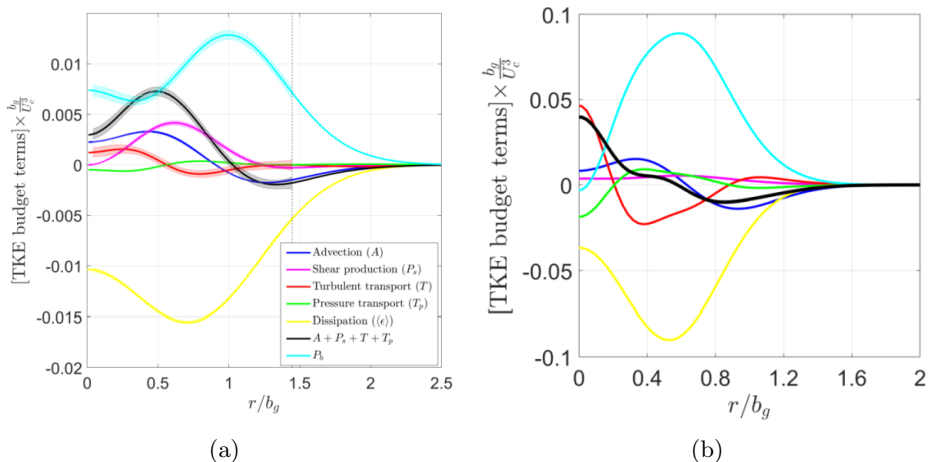 [TKE budget terms] × b_g/U_c^3
0.01
0.005
0
-0.005
-0.01
-0.015
-0.02
0 0.5 1 1.5 2 2.5
r/b_g
Advection (A)
Shear production (P_s)
Turbulent transport (T)
Pressure transport (T_p)
Dissipation (⟨ϵ⟩)
A + P_s + T + T_p
P_b
(a)
[TKE budget terms] × b_g/U_c^3
0.1
0.05
0
-0.05
-0.1
0 0.4 0.8 1.2 1.6 2
r/b_g
(b)